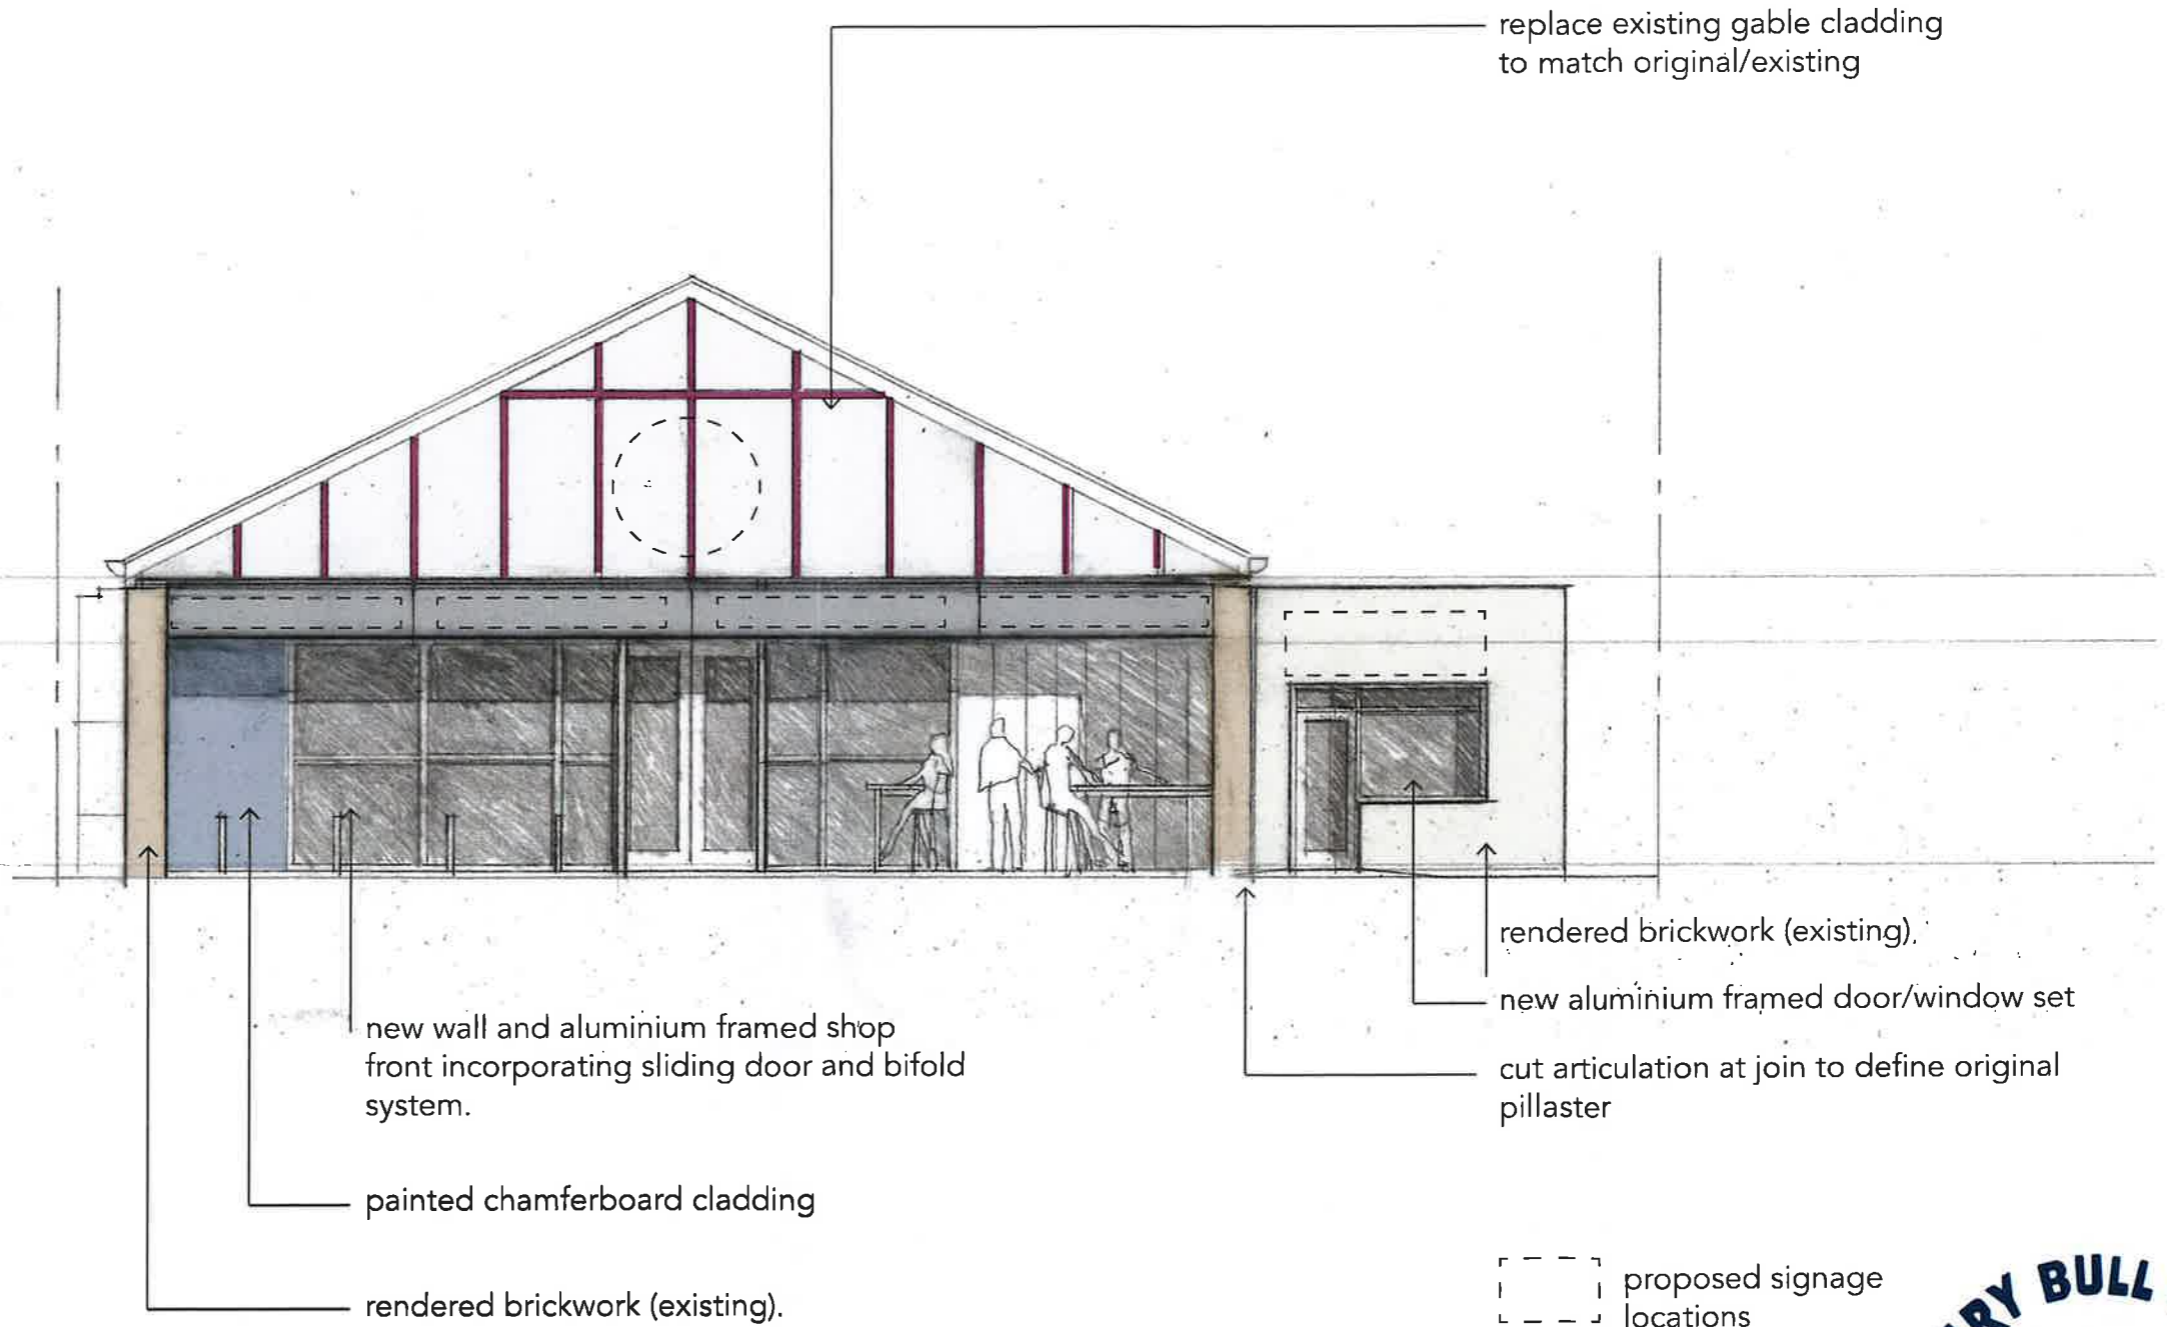 replace existing gable cladding
to match original/existing
rendered brickwork (existing).
new aluminium framed door/window set
cut articulation at join to define original
pillaster
new wall and aluminium framed shop
front incorporating sliding door and bifold
system.
painted chamferboard cladding
rendered brickwork (existing).
proposed signage
locations
BULL